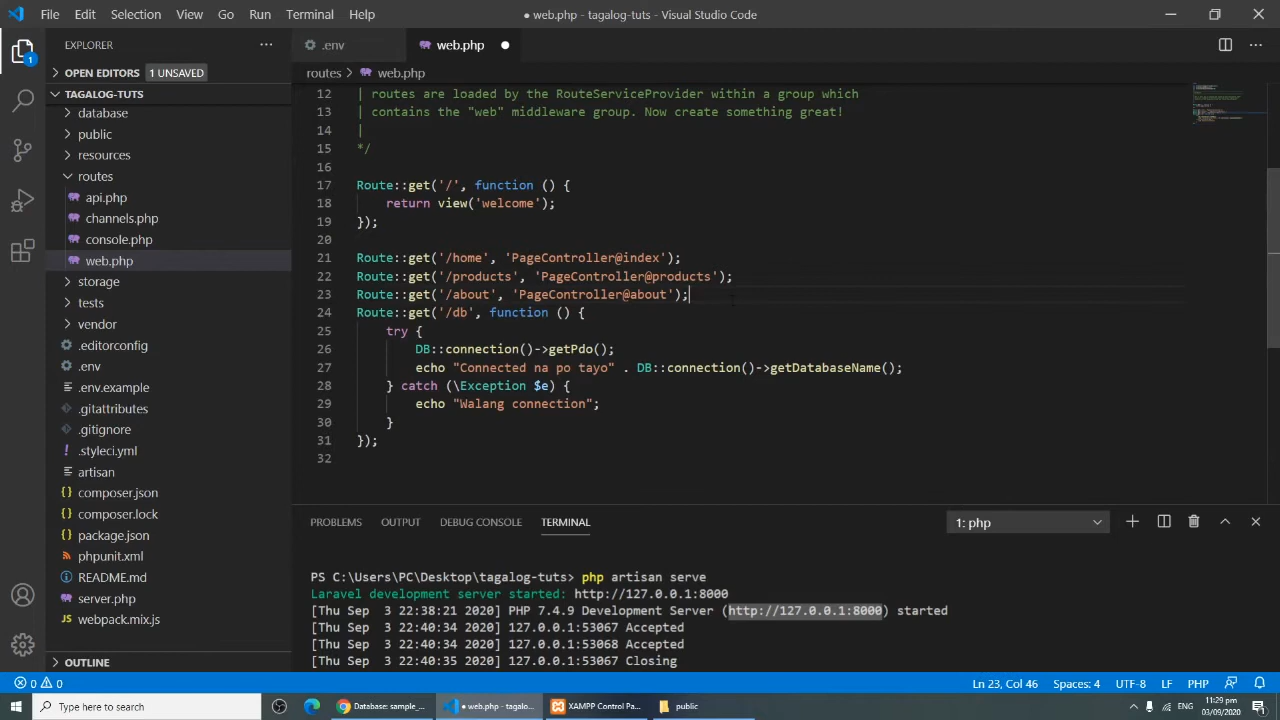 File Edit Selection View Go Run Terminal Help
● web.php - tagalog-tuts - Visual Studio Code
EXPLORER
.env
web.php
1
OPEN EDITORS 1 UNSAVED
TAGALOG-TUTS
database
public
resources
routes
api.php
channels.php
console.php
web.php
storage
tests
vendor
.editorconfig
.env
.env.example
.gitattributes
.gitignore
.styleci.yml
artisan
composer.json
composer.lock
package.json
phpunit.xml
README.md
server.php
webpack.mix.js
OUTLINE
routes > web.php
12 | routes are loaded by the RouteServiceProvider within a group which
13 | contains the "web" middleware group. Now create something great!
14 |
15 */
16
17 Route::get('/', function () {
18 return view('welcome');
19 });
20
21 Route::get('/home', 'PageController@index');
22 Route::get('/products', 'PageController@products');
23 Route::get('/about', 'PageController@about');
24 Route::get('/db', function () {
25 try {
26 DB::connection()->getPdo();
27 echo "Connected na po tayo" . DB::connection()->getDatabaseName();
28 } catch (\Exception $e) {
29 echo "Walang connection";
30 }
31 });
32
PROBLEMS OUTPUT DEBUG CONSOLE TERMINAL
1: php
PS C:\Users\PC\Desktop\tagalog-tuts> php artisan serve
Laravel development server started: http://127.0.0.1:8000
[Thu Sep 3 22:38:21 2020] PHP 7.4.9 Development Server (http://127.0.0.1:8000) started
[Thu Sep 3 22:40:34 2020] 127.0.0.1:53067 Accepted
[Thu Sep 3 22:40:34 2020] 127.0.0.1:53068 Accepted
[Thu Sep 3 22:40:35 2020] 127.0.0.1:53067 Closing
0 0
Ln 23, Col 46 Spaces: 4 UTF-8 LF PHP
Type here to search
Database: sample_...
● web.php - tagalog...
XAMPP Control Pa...
public
ENG
11:29 pm
03/09/2020